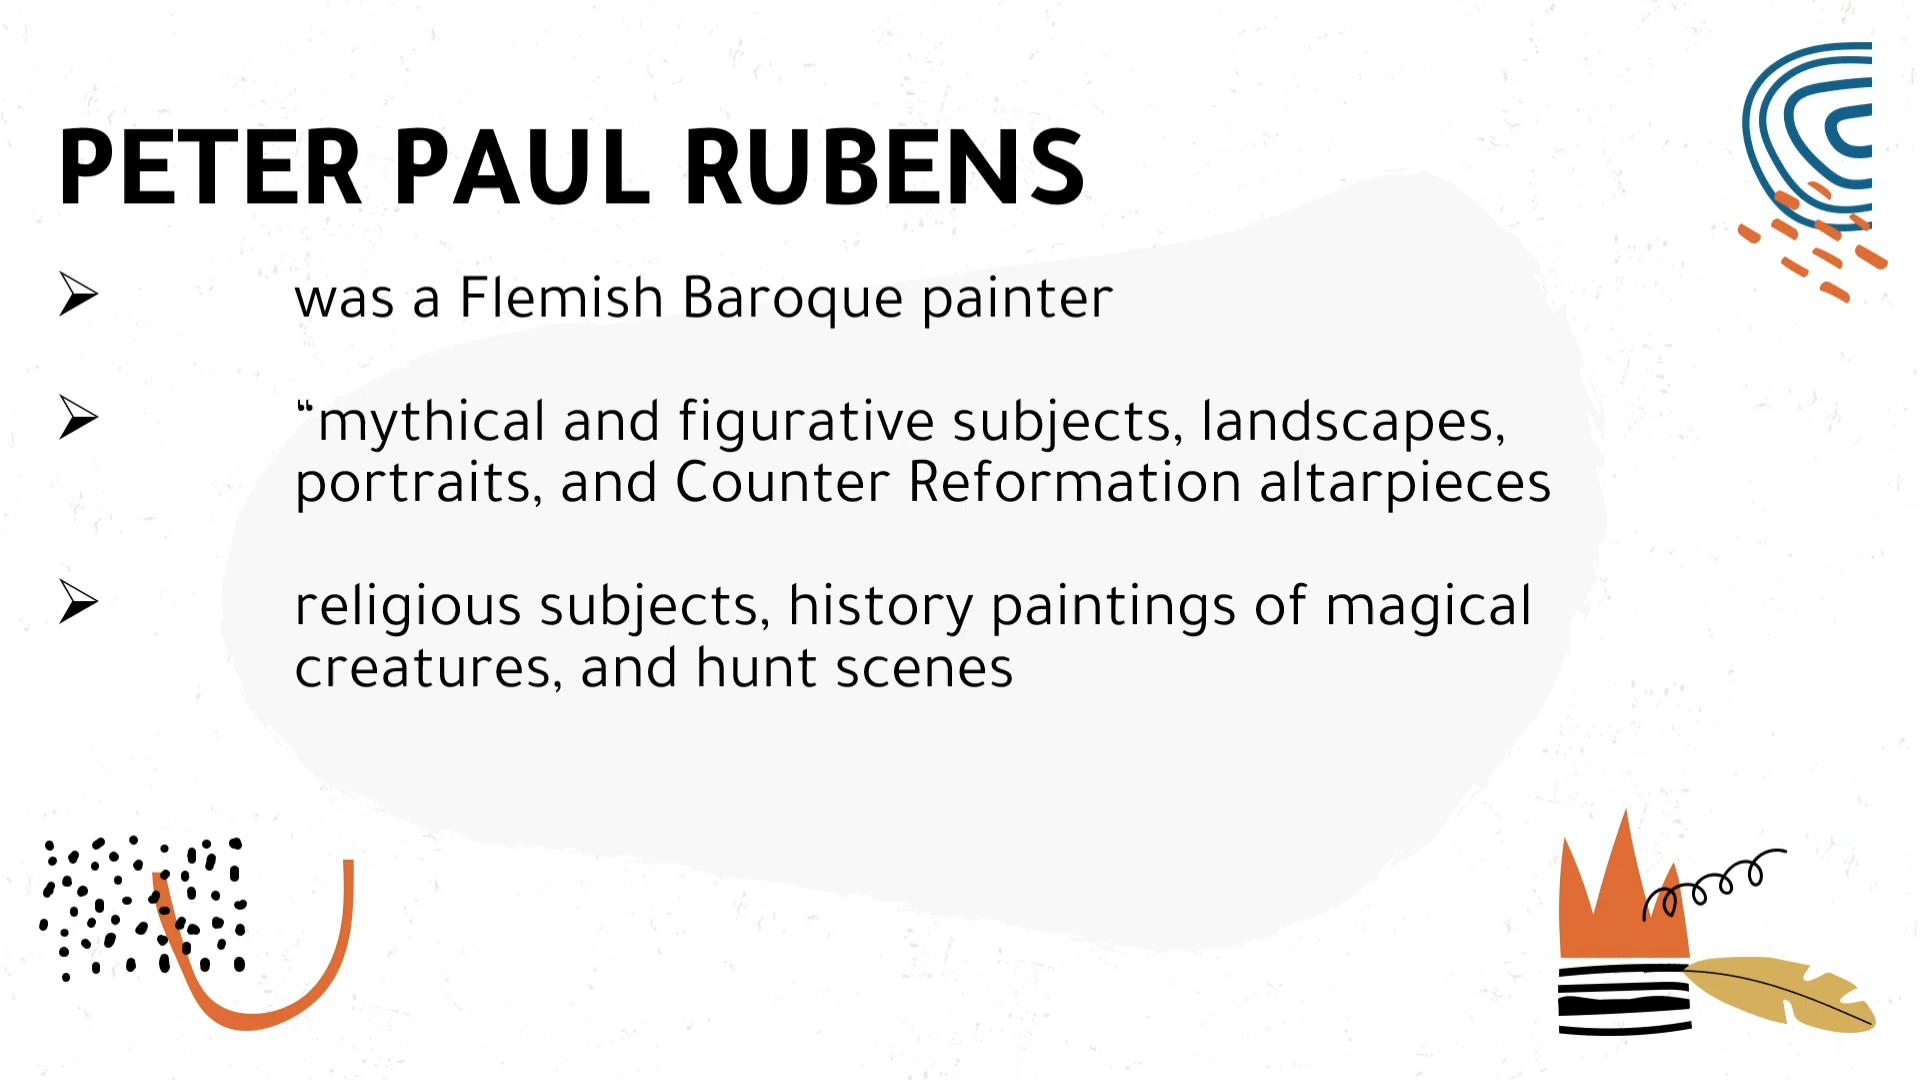 PETER PAUL RUBENS
➢ was a Flemish Baroque painter
➢ “mythical and figurative subjects, landscapes,
portraits, and Counter Reformation altarpieces
➢ religious subjects, history paintings of magical
creatures, and hunt scenes